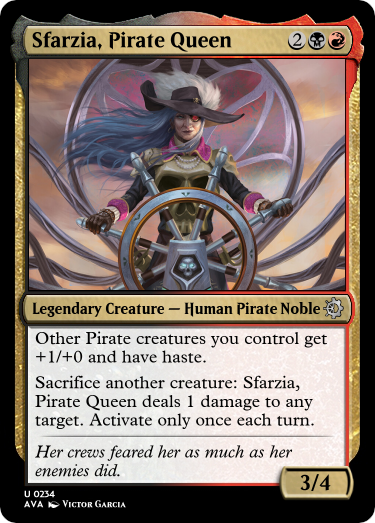 Sfarzia, Pirate Queen 2
Legendary Creature — Human Pirate Noble
Other Pirate creatures you control get
+1/+0 and have haste.
Sacrifice another creature: Sfarzia,
Pirate Queen deals 1 damage to any
target. Activate only once each turn.
Her crews feared her as much as her
enemies did.
3/4
U 0234
AVA Victor Garcia